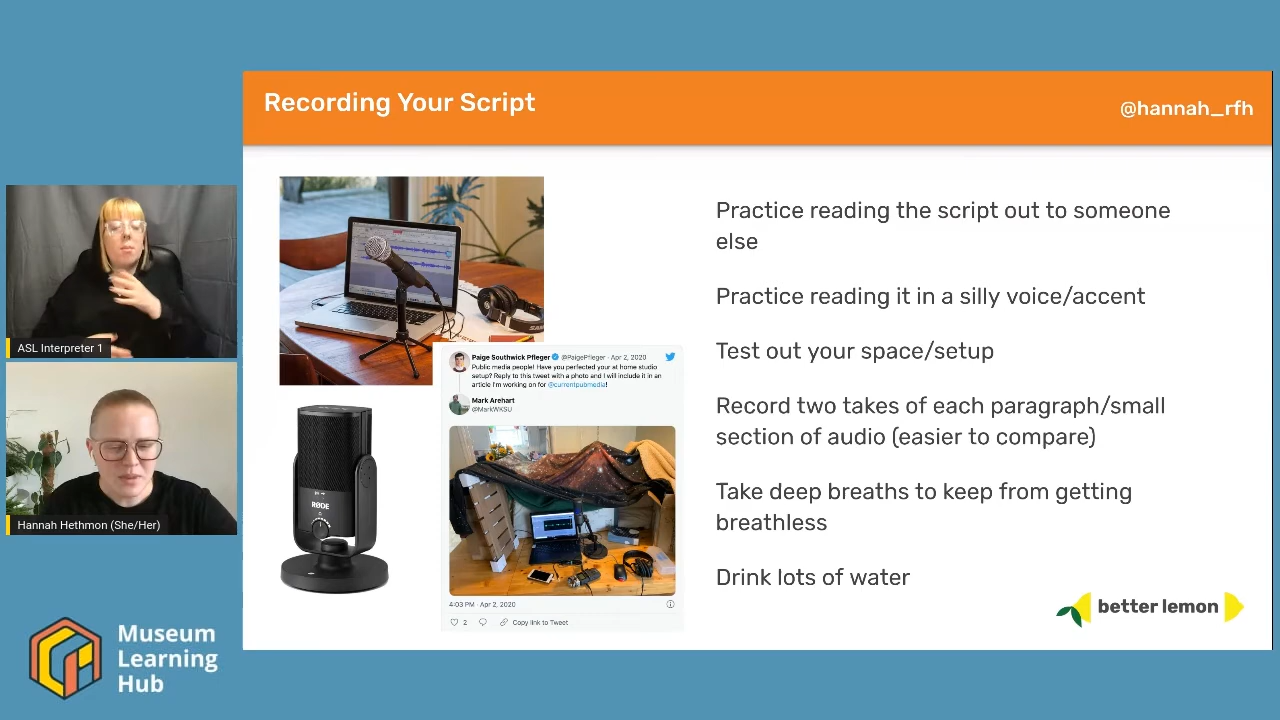 Recording Your Script
@hannah_rfh
Practice reading the script out to someone
else
Practice reading it in a silly voice/accent
Test out your space/setup
Record two takes of each paragraph/small
section of audio (easier to compare)
Take deep breaths to keep from getting
breathless
Drink lots of water
better lemon
RØDE
Paige Southwick Pfleger @PaigePfleger · Apr 2, 2020
Public media people! Have you perfected your at home studio
setup? Reply to this tweet with a photo and I will include it in an
article I'm working on for @currentpubmedia!
Mark Arehart
@MarkWKSU
4:03 PM · Apr 2, 2020
2
Copy link to Tweet
ASL Interpreter 1
Hannah Hethmon (She/Her)
Museum
Learning
Hub